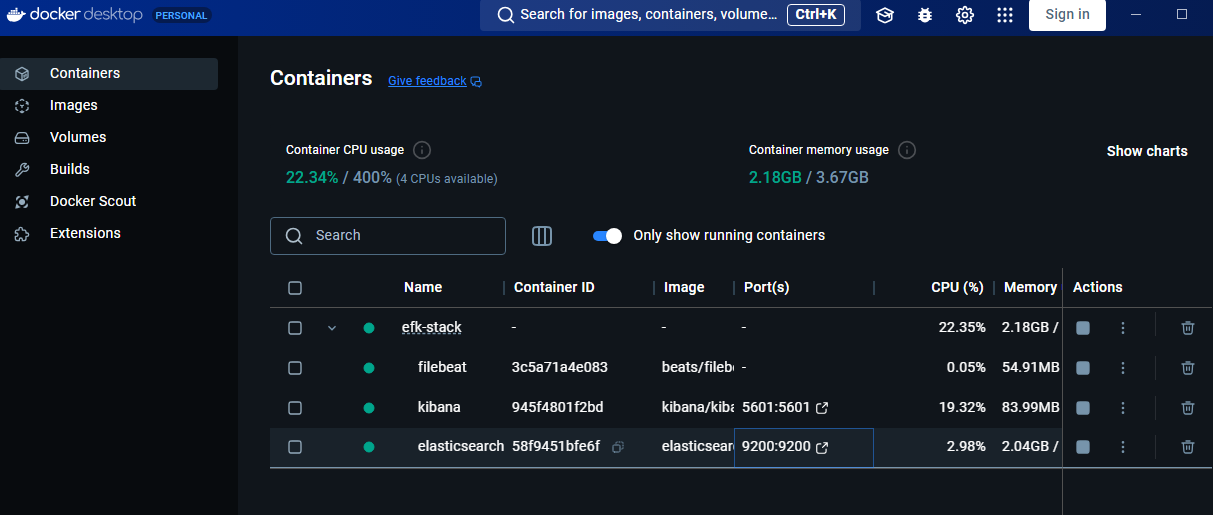 docker desktop PERSONAL Search for images, containers, volume... Ctrl+K Sign in
Containers
Images
Volumes
Builds
Docker Scout
Extensions
Containers Give feedback
Container CPU usage Container memory usage Show charts
22.34% / 400% (4 CPUs available) 2.18GB / 3.67GB
Search Only show running containers
Name Container ID Image Port(s) CPU (%) Memory Actions
efk-stack - - - 22.35% 2.18GB /
filebeat 3c5a71a4e083 beats/fileb - 0.05% 54.91MB
kibana 945f4801f2bd kibana/kiba 5601:5601 19.32% 83.99MB
elasticsearch 58f9451bfe6f elasticsear 9200:9200 2.98% 2.04GB /